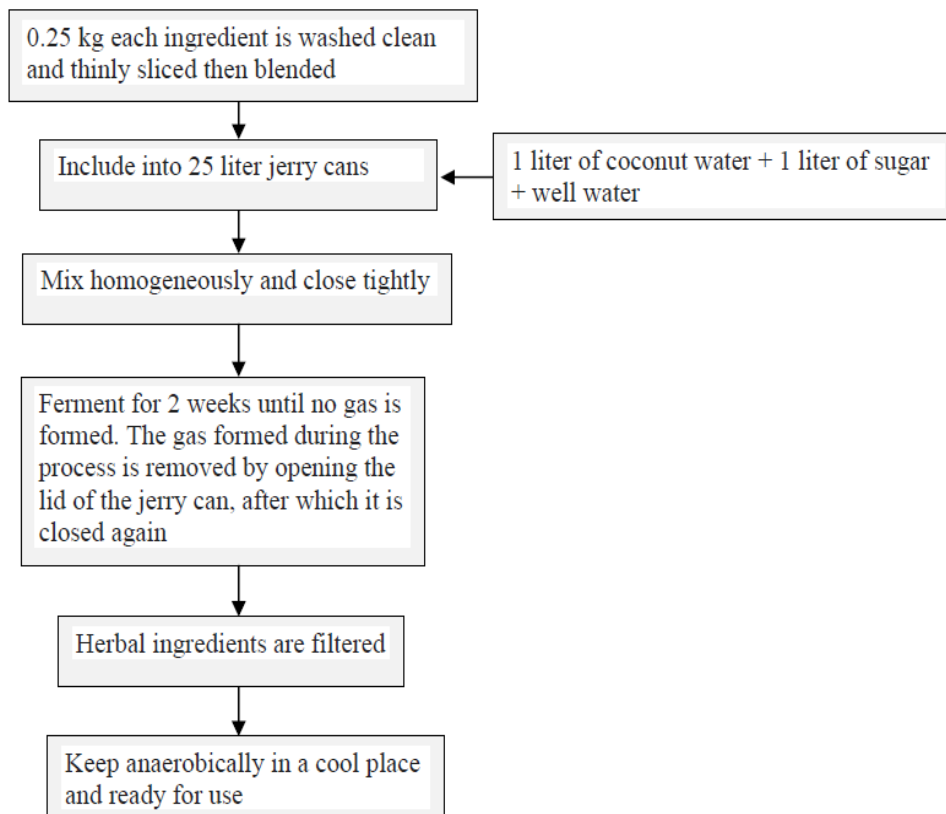 0.25 kg each ingredient is washed clean
and thinly sliced then blended
Include into 25 liter jerry cans
1 liter of coconut water + 1 liter of sugar
+ well water
Mix homogeneously and close tightly
Ferment for 2 weeks until no gas is
formed. The gas formed during the
process is removed by opening the
lid of the jerry can, after which it is
closed again
Herbal ingredients are filtered
Keep anaerobically in a cool place
and ready for use